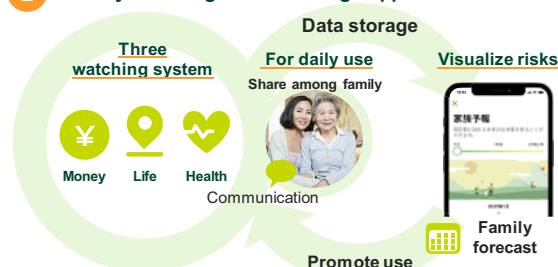 Data storage
Three
watching system
For daily use
Visualize risks
Share among family
家族予報
¥
Money
Life
Health
Communication
Family
forecast
Promote use